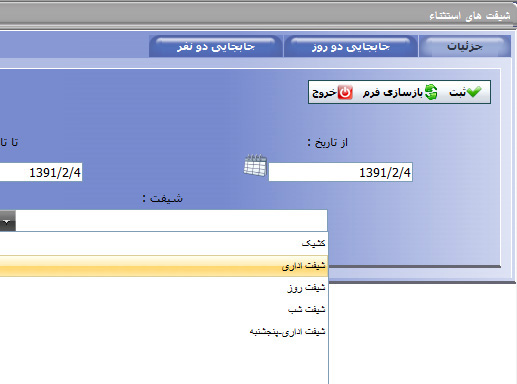 شیفت های استثناء
جزئیات جابجایی دو روز جابجایی دو نفر
ثبت بازسازی فرم خروج
از تاریخ : تا تا
1391/2/4 1391/2/4
شیفت :
کشیک
شیفت اداری
شیفت روز
شیفت شب
شیفت اداری-پنجشنبه